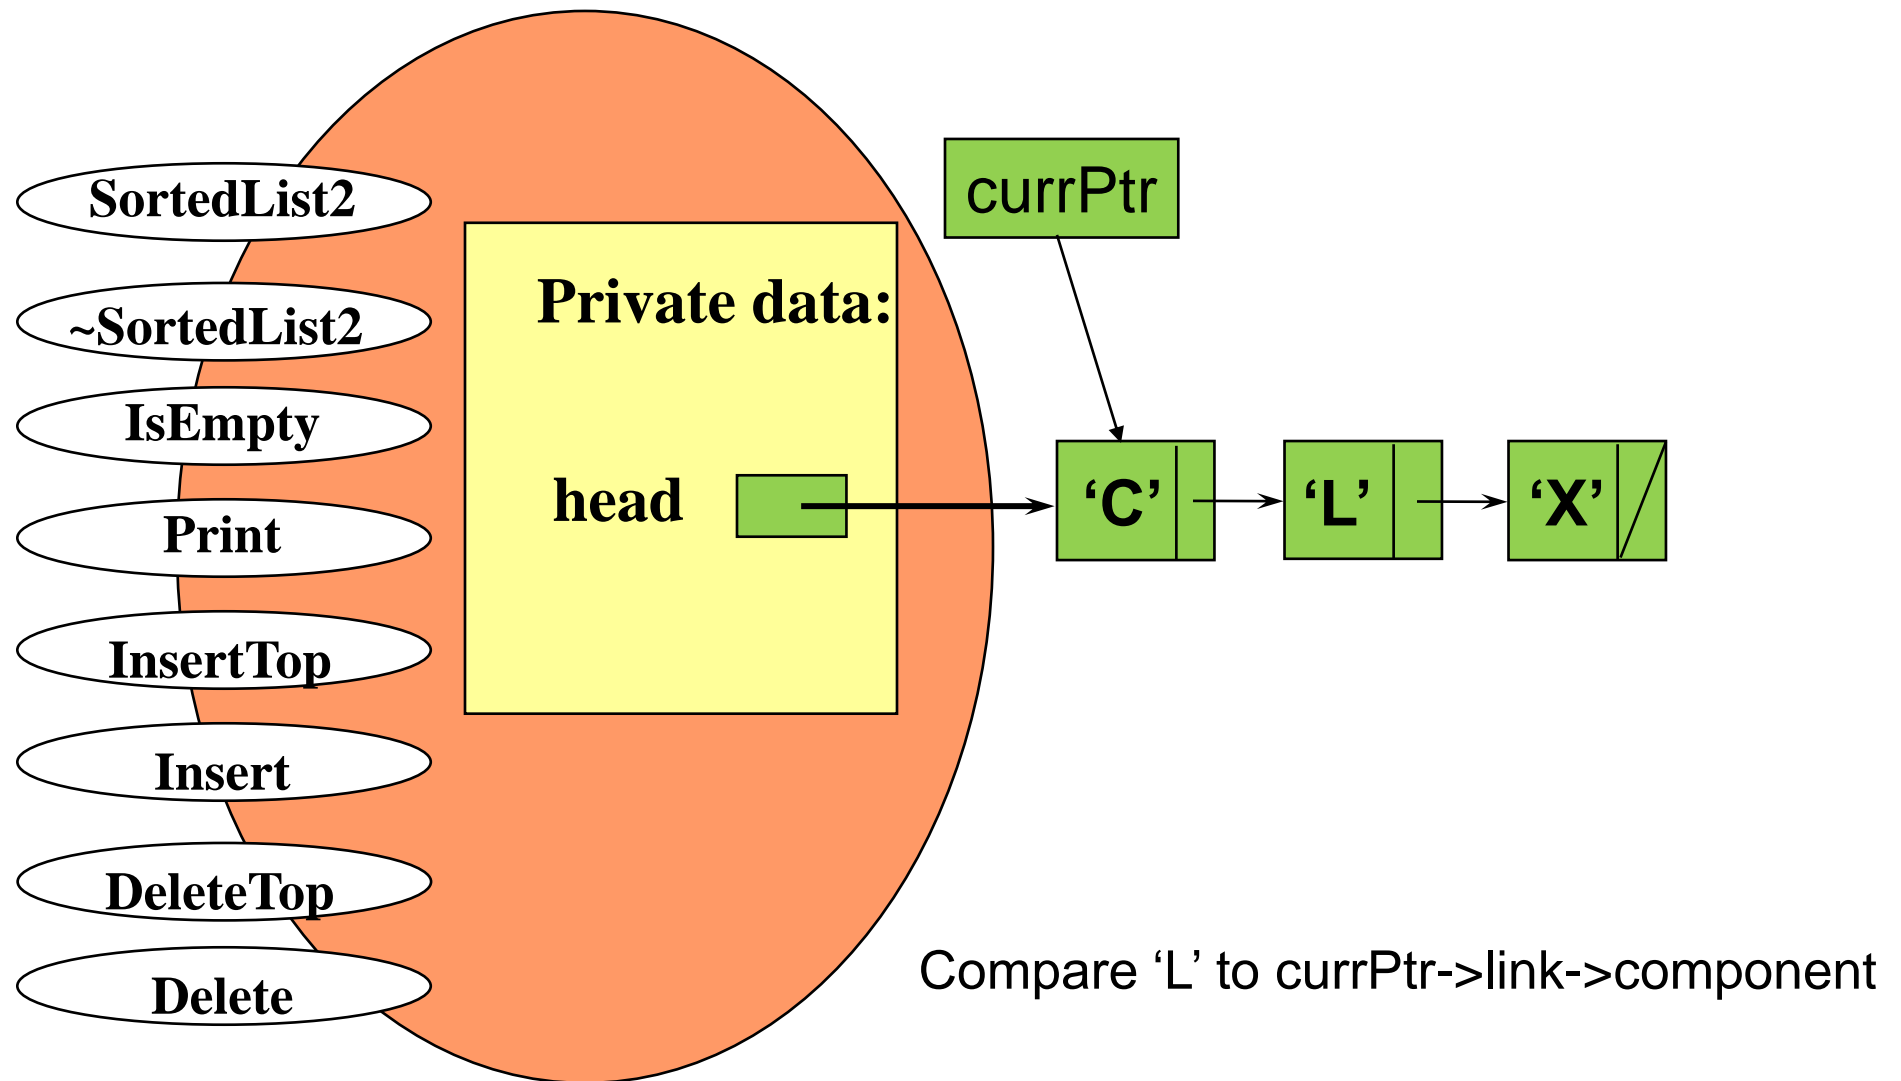 SortedList2
~SortedList2
IsEmpty
Print
InsertTop
Insert
DeleteTop
Delete
Private data:
head
currPtr
‘C’
‘L’
‘X’
Compare ‘L’ to currPtr->link->component